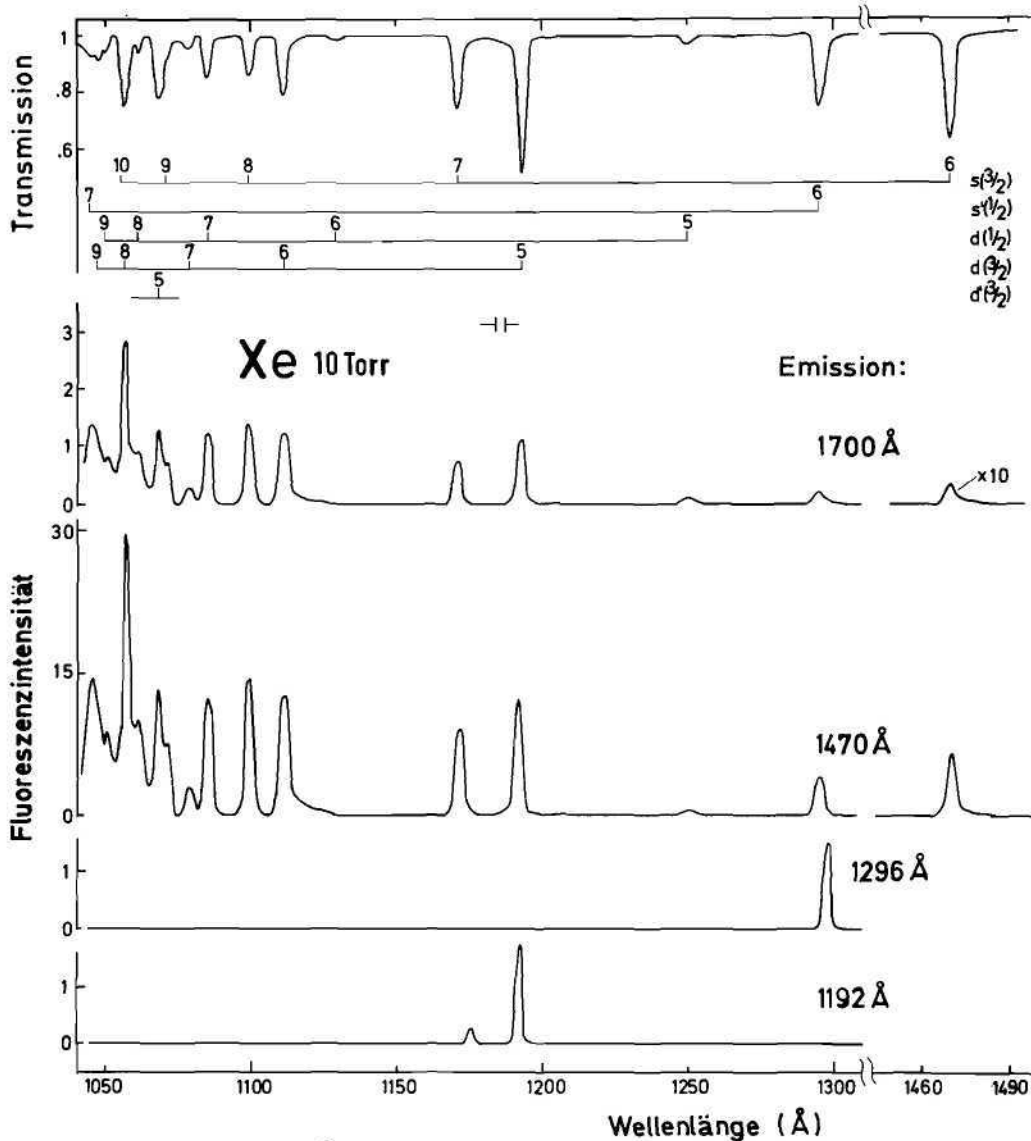 Transmission
1
.8
.6
10 9 8 7 6 s(3/2)
7 6 s'(1/2)
9 8 7 6 5 d(1/2)
9 8 7 6 5 d(3/2)
5 d'(3/2)
Xe 10 Torr
Emission:
3
2
1
0
1700 Å
x10
Fluoreszenzintensität
30
15
0
1470 Å
1
0
1296 Å
1
0
1192 Å
1050 1100 1150 1200 1250 1300 1460 1490
Wellenlänge (Å)